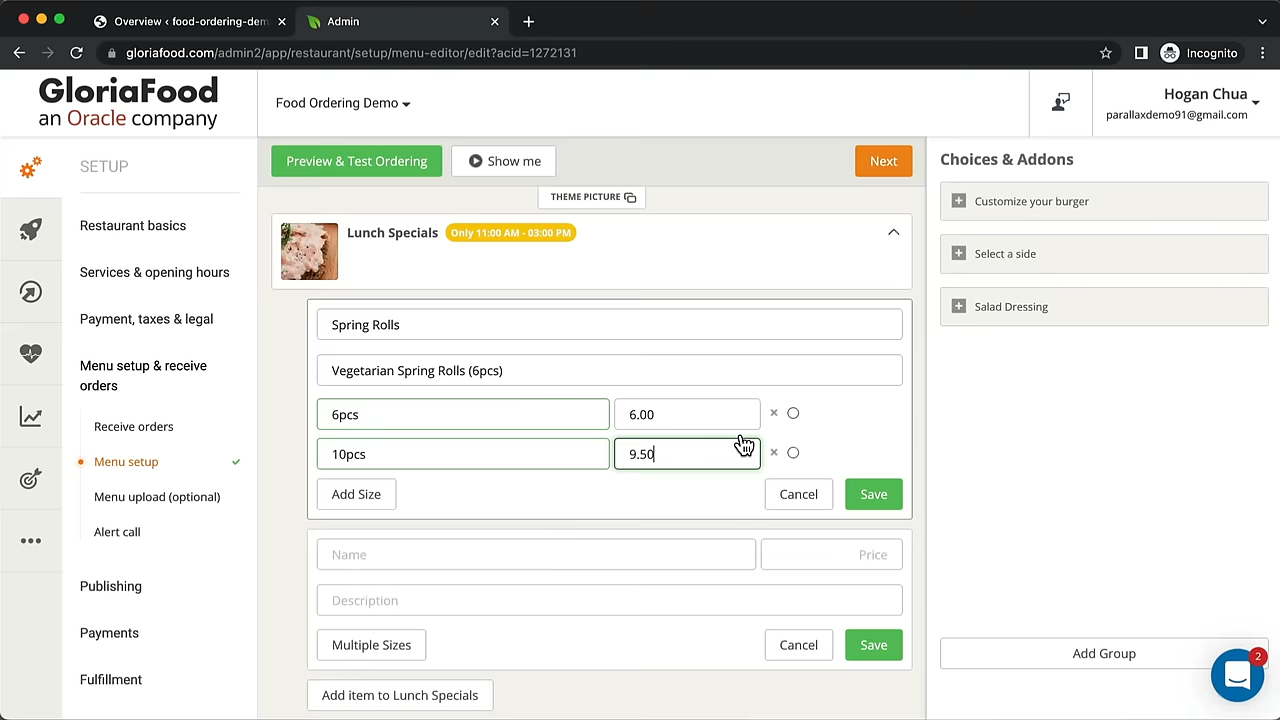 Overview ‹ food-ordering-dem
Admin
gloriafood.com/admin2/app/restaurant/setup/menu-editor/edit?acid=1272131
Incognito
GloriaFood
an Oracle company
Food Ordering Demo
Hogan Chua
parallaxdemo91@gmail.com
SETUP
Restaurant basics
Services & opening hours
Payment, taxes & legal
Menu setup & receive
orders
Receive orders
Menu setup
Menu upload (optional)
Alert call
Publishing
Payments
Fulfillment
Preview & Test Ordering
Show me
Next
THEME PICTURE
Lunch Specials
Only 11:00 AM - 03:00 PM
Spring Rolls
Vegetarian Spring Rolls (6pcs)
6pcs
6.00
10pcs
9.50
Add Size
Cancel
Save
Name
Price
Description
Multiple Sizes
Cancel
Save
Add item to Lunch Specials
Choices & Addons
Customize your burger
Select a side
Salad Dressing
Add Group
2